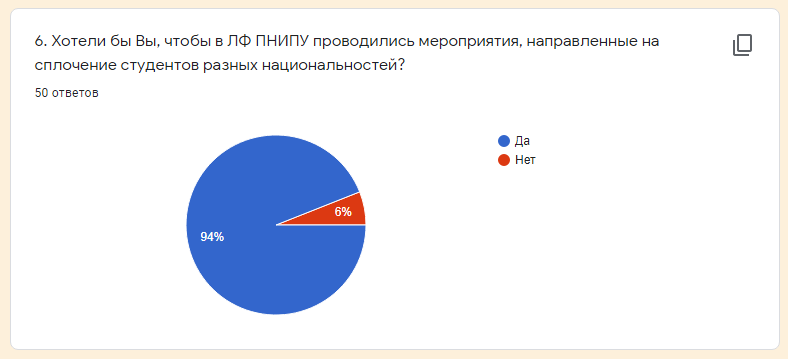 6. Хотели бы Вы, чтобы в ЛФ ПНИПУ проводились мероприятия, направленные на
сплочение студентов разных национальностей?
50 ответов
Да
Нет
6%
94%